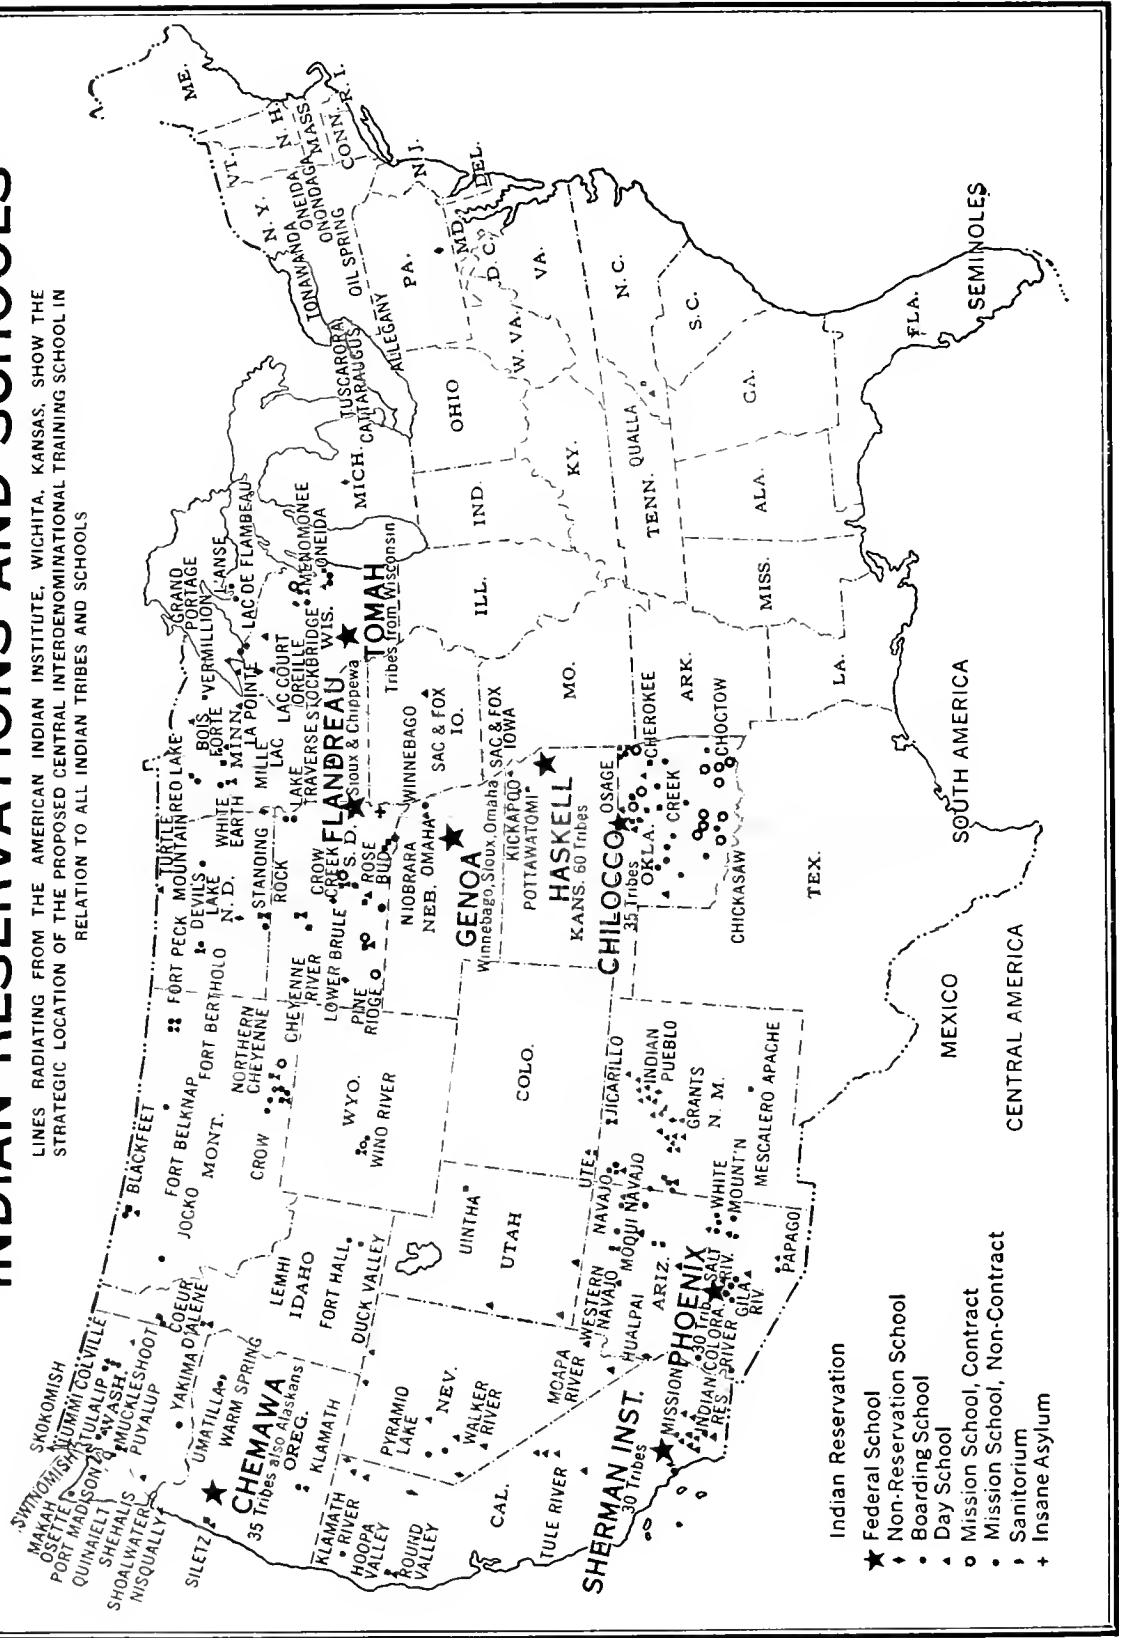 INDIAN RESERVATIONS AND SCHOOLS
LINES RADIATING FROM THE AMERICAN INDIAN INSTITUTE, WICHITA, KANSAS, SHOW THE
STRATEGIC LOCATION OF THE PROPOSED CENTRAL INTERDENOMINATIONAL TRAINING SCHOOL IN
RELATION TO ALL INDIAN TRIBES AND SCHOOLS
SKOKOMISH
SWINOMISH
LUMMI
COLVILLE
MAKAH
OSETTE
PORT MADISON
TULALIP
WASH.
QUINAIELT
MUCKLESHOOT
SHEHALIS
PUYALUP
SHOALWATER
NISQUALLY
YAKIMA
COEUR
D'ALENE
UMATILLA
WARM SPRING
SILETZ
CHEMAWA
35 Tribes also Alaskans
OREG.
KLAMATH
KLAMATH
RIVER
HOOPA
VALLEY
ROUND
VALLEY
PYRAMID
LAKE
NEV.
WALKER
RIVER
CAL.
TULE RIVER
MOAPA
RIVER
SHERMAN INST.
30 Tribes
MISSION
INDIAN
RES.
BLACKFEET
FORT BELKNAP
JOCKO
MONT.
CROW
LEMHI
IDAHO
FORT HALL
DUCK VALLEY
FORT PECK
FORT BERTHOLD
NORTHERN
CHEYENNE
WYO.
WIND RIVER
UINTHA
UTAH
COLO.
UTE
NAVAJO
WESTERN
NAVAJO
MOQUI
NAVAJO
HUALPAI
ARIZ.
PHOENIX
30 Trib.
COLORA.
RIVER
SALT
RIV.
GILA
RIV.
WHITE
MOUNT'N
PAPAGO
JICARILLO
INDIAN
PUEBLO
GRANTS
N. M.
MESCALERO APACHE
TURTLE
MOUNTAIN
RED LAKE
DEVILS
LAKE
N. D.
STANDING
ROCK
CHEYENNE
RIVER
LOWER BRULE
CROW
CREEK
S. D.
PINE
RIDGE
ROSE
BUD
BOIS
FORTE
VERMILLION
GRAND
PORTAGE
WHITE
EARTH
MINN.
MILLE
LAC
LA POINTE
LAC COURT
OREILLE
L'ANSE
LAC DE FLAMBEAU
LAKE
TRAVERSE
STOCKBRIDGE
MENOMONEE
ONEIDA
WIS.
FLANDREAU
Sioux & Chippewa
TOMAH
Tribes from Wisconsin
NIOBRARA
NEB.
OMAHA
WINNEBAGO
SAC & FOX
IO.
GENOA
Winnebago, Sioux, Omaha
SAC & FOX
IOWA
KICKAPOO
POTTAWATOMI
HASKELL
KANS. 60 Tribes
CHILOCCO
35 Tribes
OSAGE
OKLA.
CREEK
CHEROKEE
CHOCTOW
CHICKASAW
TEX.
MO.
ARK.
LA.
MISS.
ALA.
GA.
FLA.
SEMINOLES
S. C.
N. C.
TENN.
QUALLA
KY.
VA.
W. VA.
ILL.
IND.
OHIO
MICH.
TUSCARORA
CATTARAUGUS
ALLEGANY
PA.
OIL SPRING
TONAWANDA
ONEIDA
ONONDAGA
N. Y.
VT.
N. H.
ME.
MASS.
CONN.
R. I.
N. J.
DEL.
MD.
D. C.
MEXICO
CENTRAL AMERICA
SOUTH AMERICA
Indian Reservation
Federal School
Non-Reservation School
Boarding School
Day School
Mission School, Contract
Mission School, Non-Contract
Sanitorium
Insane Asylum